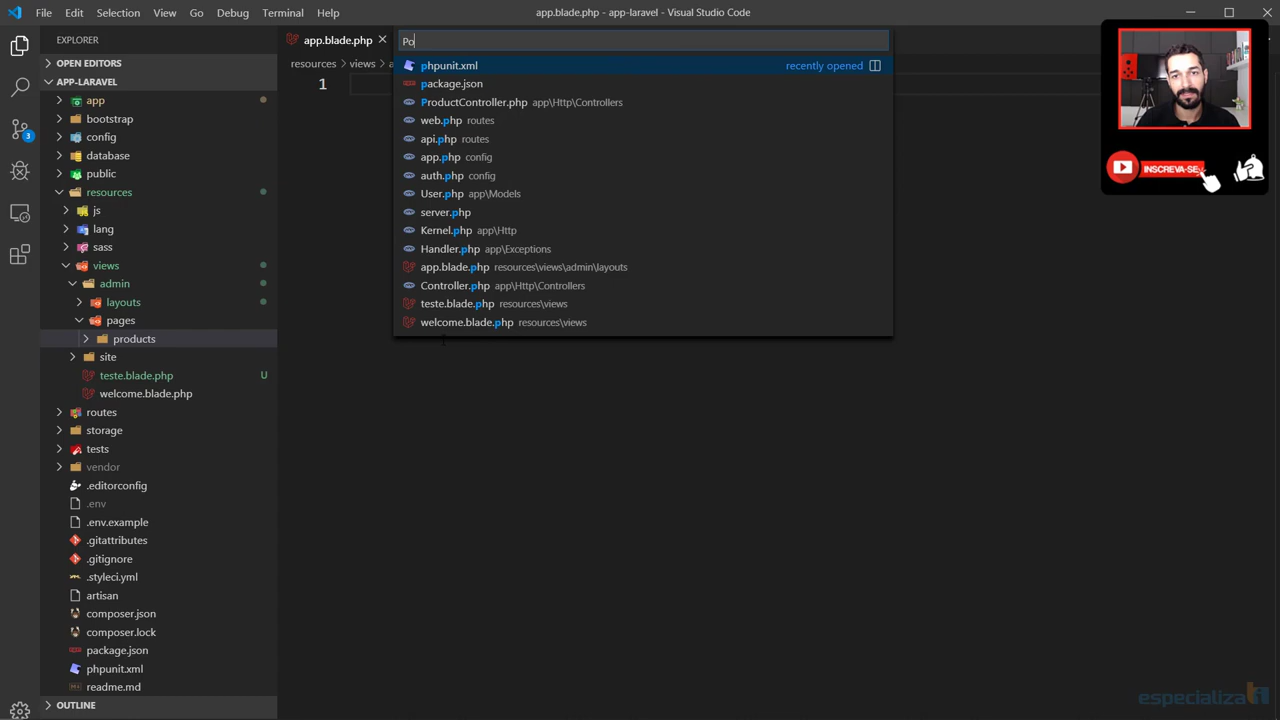 File Edit Selection View Go Debug Terminal Help
app.blade.php - app-laravel - Visual Studio Code
EXPLORER
OPEN EDITORS
APP-LARAVEL
app
bootstrap
config
database
public
resources
js
lang
sass
views
admin
layouts
pages
products
site
teste.blade.php U
welcome.blade.php
routes
storage
tests
vendor
.editorconfig
.env
.env.example
.gitattributes
.gitignore
.styleci.yml
artisan
composer.json
composer.lock
package.json
phpunit.xml
readme.md
OUTLINE
3
app.blade.php
resources > views > a
1
Po
phpunit.xml recently opened
package.json
ProductController.php app\Http\Controllers
web.php routes
api.php routes
app.php config
auth.php config
User.php app\Models
server.php
Kernel.php app\Http
Handler.php app\Exceptions
app.blade.php resources\views\admin\layouts
Controller.php app\Http\Controllers
teste.blade.php resources\views
welcome.blade.php resources\views
INSCREVA-SE
especializati